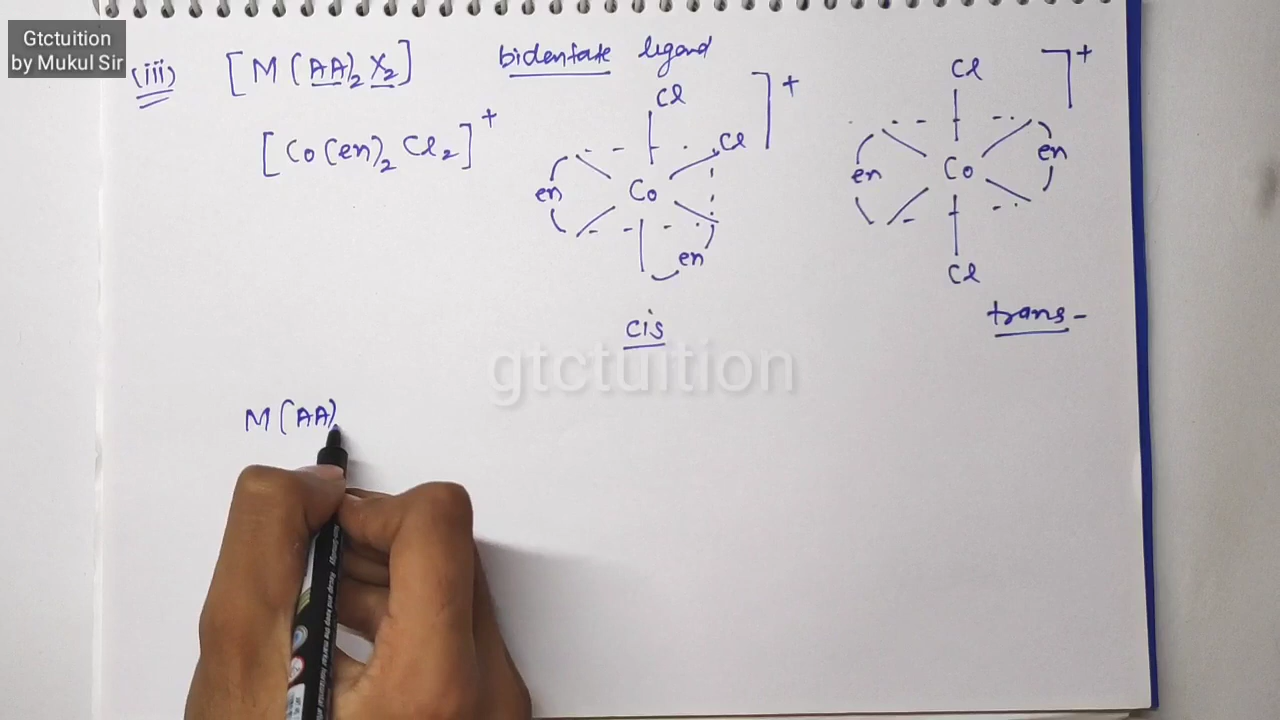 Gtctuition
by Mukul Sir
(iii) [M(AA)₂X₂]
bidentate ligand
[Co(en)₂Cl₂]⁺
Cl
Cl
en
Co
en
+
cis
Cl
en
Co
en
Cl
+
trans-
gtctuition
M(AA)